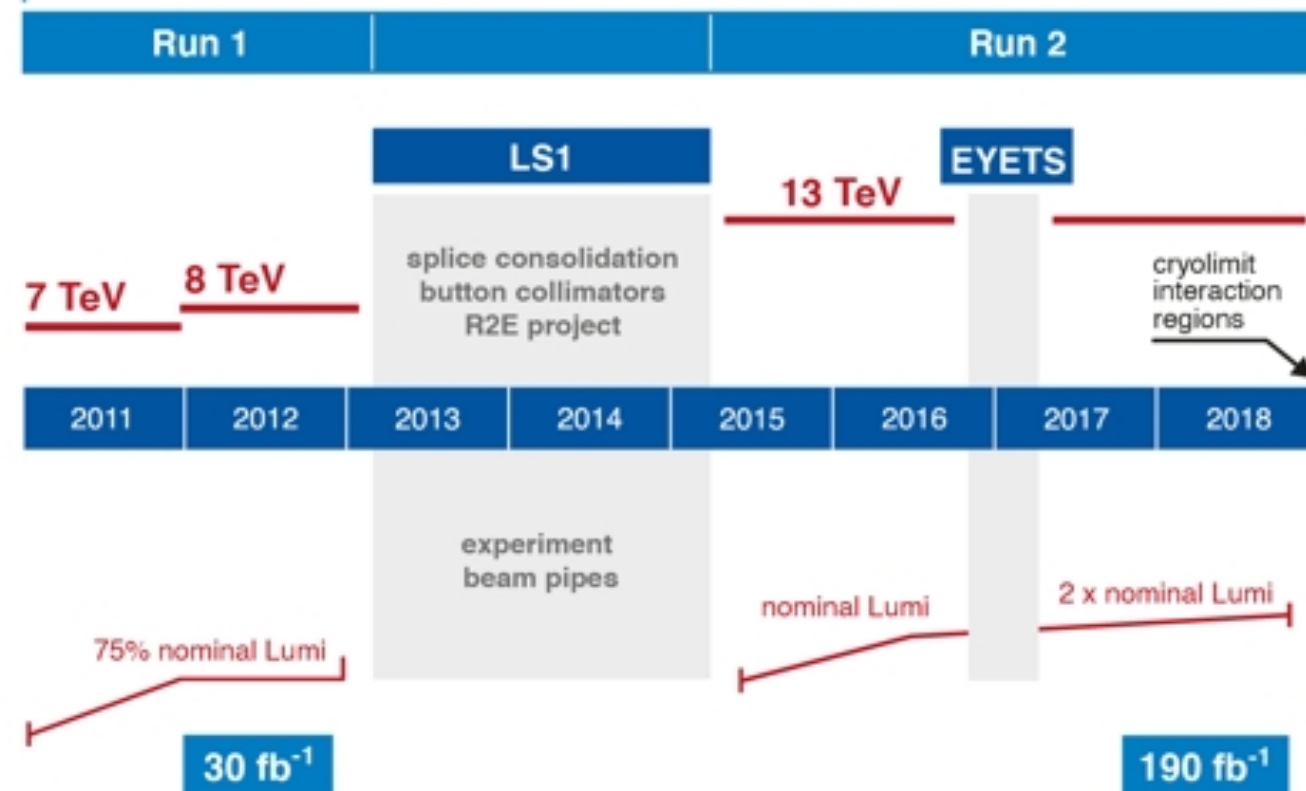 Run 1
Run 2
LS1
EYETS
13 TeV
7 TeV
8 TeV
splice consolidation
button collimators
R2E project
cryolimit
interaction
regions
2011
2012
2013
2014
2015
2016
2017
2018
experiment
beam pipes
75% nominal Lumi
nominal Lumi
2 x nominal Lumi
30 fb⁻¹
190 fb⁻¹